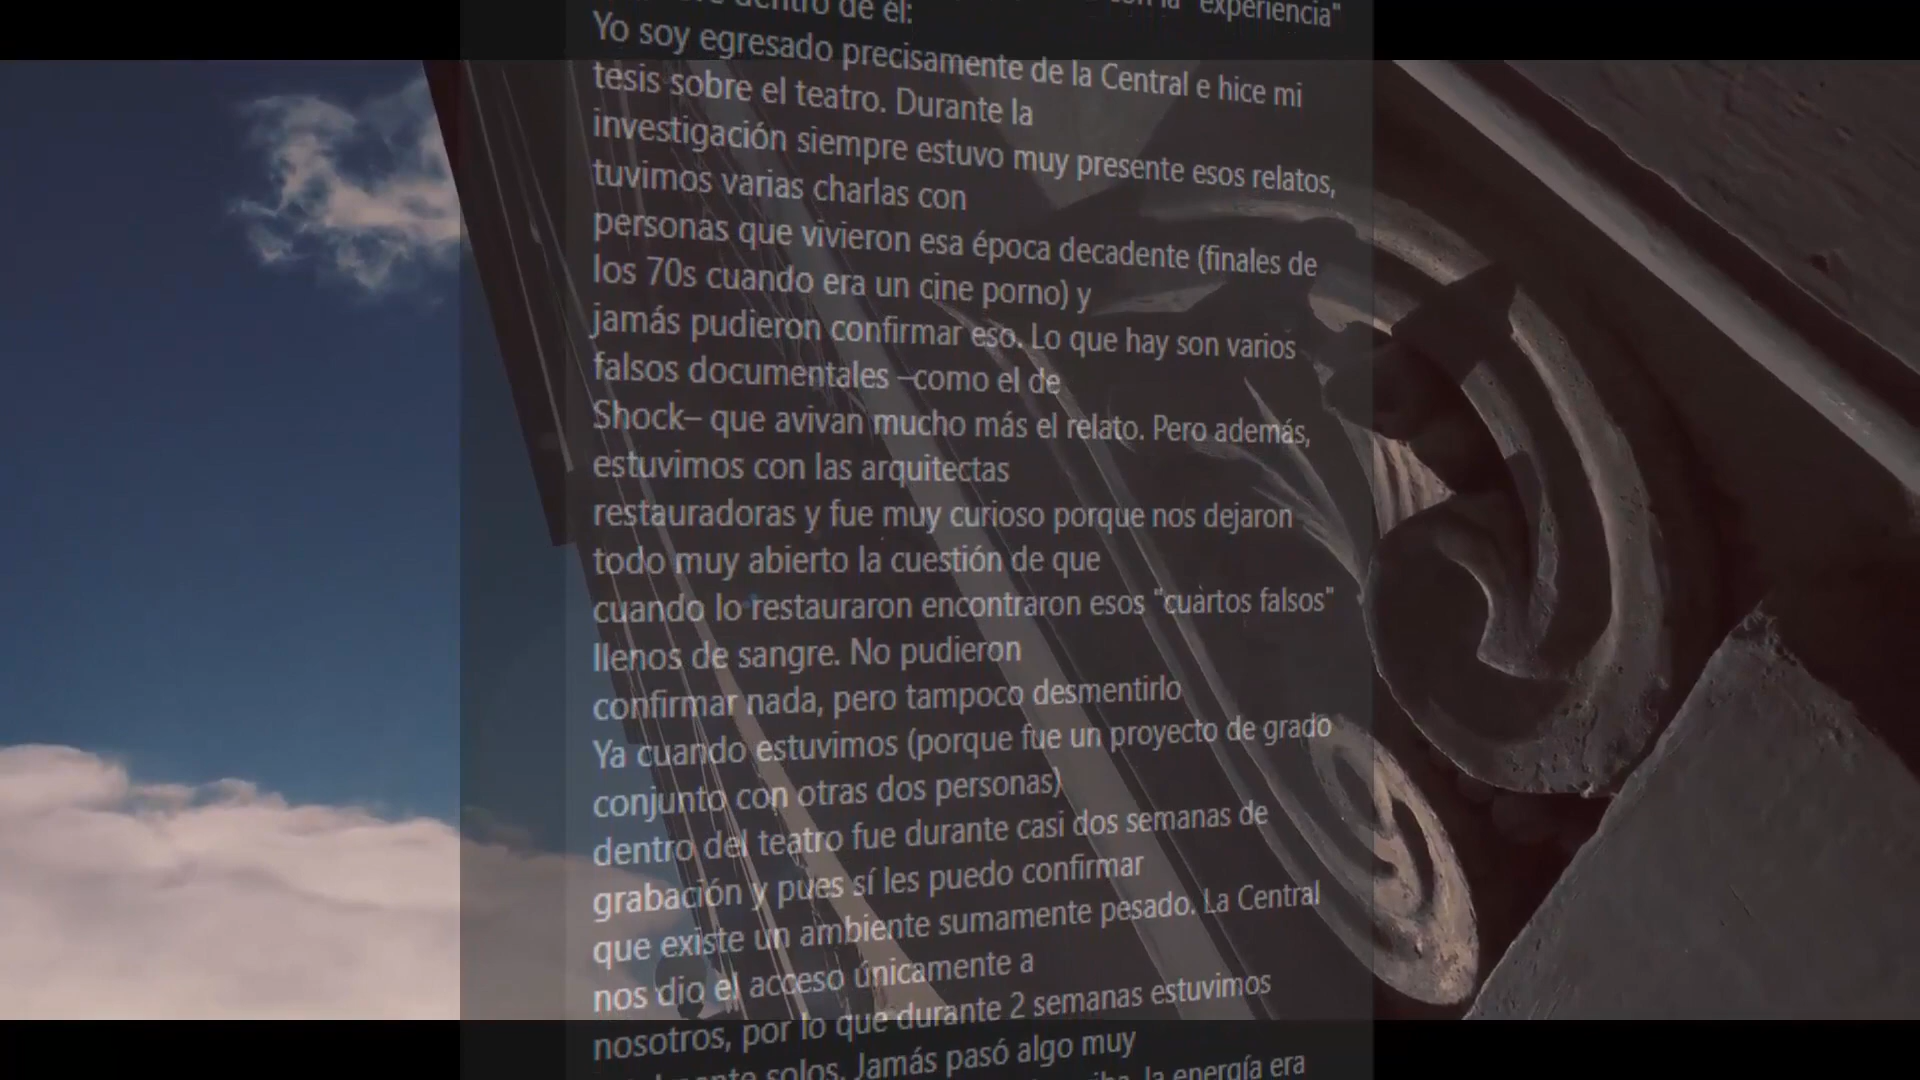 dentro de él: "experiencia"
Yo soy egresado precisamente de la Central e hice mi
tesis sobre el teatro. Durante la
investigación siempre estuvo muy presente esos relatos,
tuvimos varias charlas con
personas que vivieron esa época decadente (finales de
los 70s cuando era un cine porno) y
jamás pudieron confirmar eso. Lo que hay son varios
falsos documentales –como el de
Shock– que avivan mucho más el relato. Pero además,
estuvimos con las arquitectas
restauradoras y fue muy curioso porque nos dejaron
todo muy abierto la cuestión de que
cuando lo restauraron encontraron esos "cuartos falsos"
llenos de sangre. No pudieron
confirmar nada, pero tampoco desmentirlo
Ya cuando estuvimos (porque fue un proyecto de grado
conjunto con otras dos personas)
dentro del teatro fue durante casi dos semanas de
grabación y pues sí les puedo confirmar
que existe un ambiente sumamente pesado. La Central
nos dio el acceso únicamente a
nosotros, por lo que durante 2 semanas estuvimos
solos. Jamás pasó algo muy
la energía era